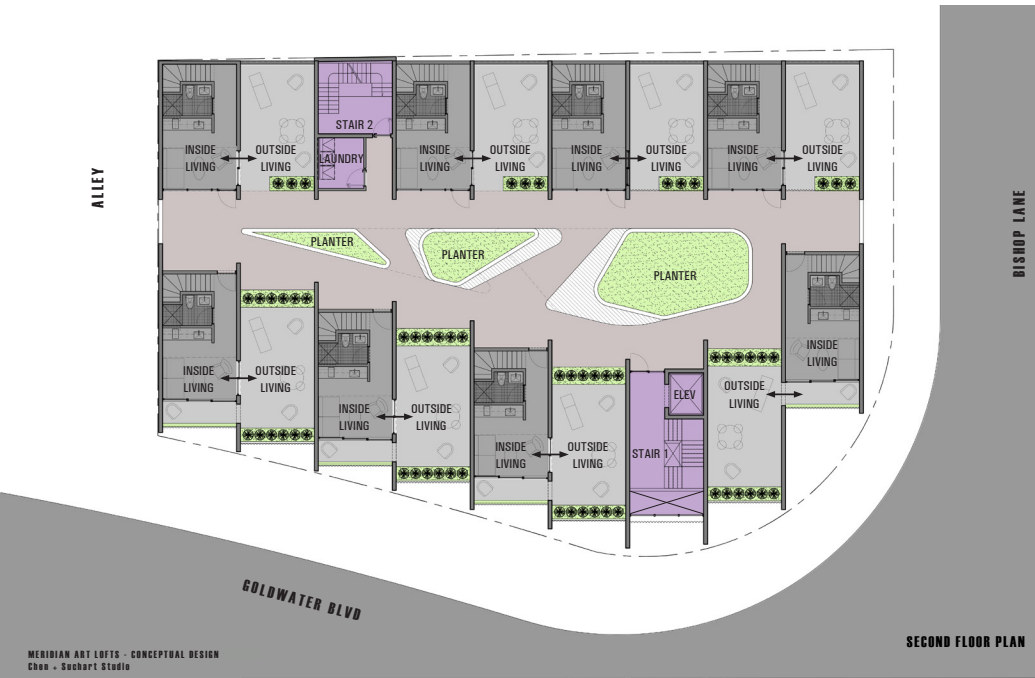 STAIR 2
INSIDE
LIVING
OUTSIDE
LIVING
LAUNDRY
INSIDE
LIVING
OUTSIDE
LIVING
INSIDE
LIVING
OUTSIDE
LIVING
INSIDE
LIVING
OUTSIDE
LIVING
ALLEY
BISHOP LANE
PLANTER
PLANTER
PLANTER
INSIDE
LIVING
OUTSIDE
LIVING
INSIDE
LIVING
OUTSIDE
LIVING
INSIDE
LIVING
OUTSIDE
LIVING
ELEV
STAIR 1
OUTSIDE
LIVING
INSIDE
LIVING
GOLDWATER BLVD
SECOND FLOOR PLAN
MERIDIAN ART LOFTS - CONCEPTUAL DESIGN
Chen + Suchart Studio